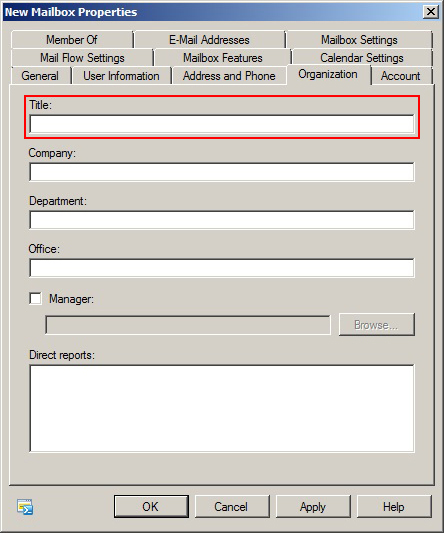 New Mailbox Properties
Member Of E-Mail Addresses Mailbox Settings
Mail Flow Settings Mailbox Features Calendar Settings
General User Information Address and Phone Organization Account
Title:
Company:
Department:
Office:
Manager:
Browse...
Direct reports:
OK Cancel Apply Help